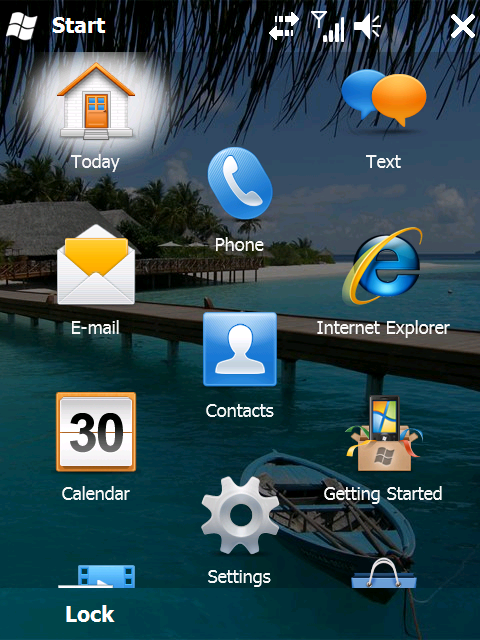 Start
Today
Text
Phone
E-mail
Internet Explorer
Contacts
30
Calendar
Getting Started
Settings
Lock